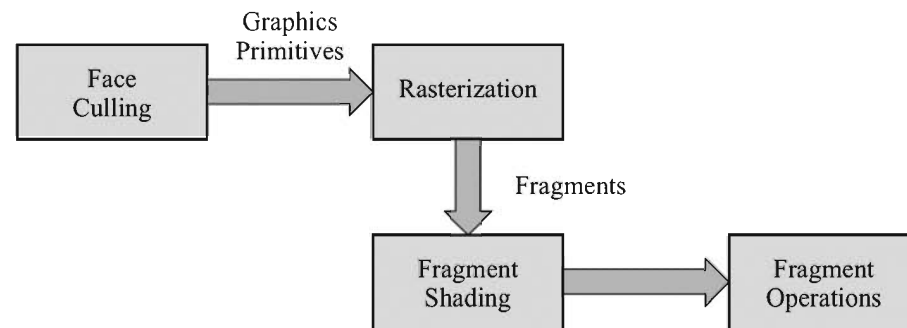 Graphics
Primitives
Face
Culling
Rasterization
Fragments
Fragment
Shading
Fragment
Operations